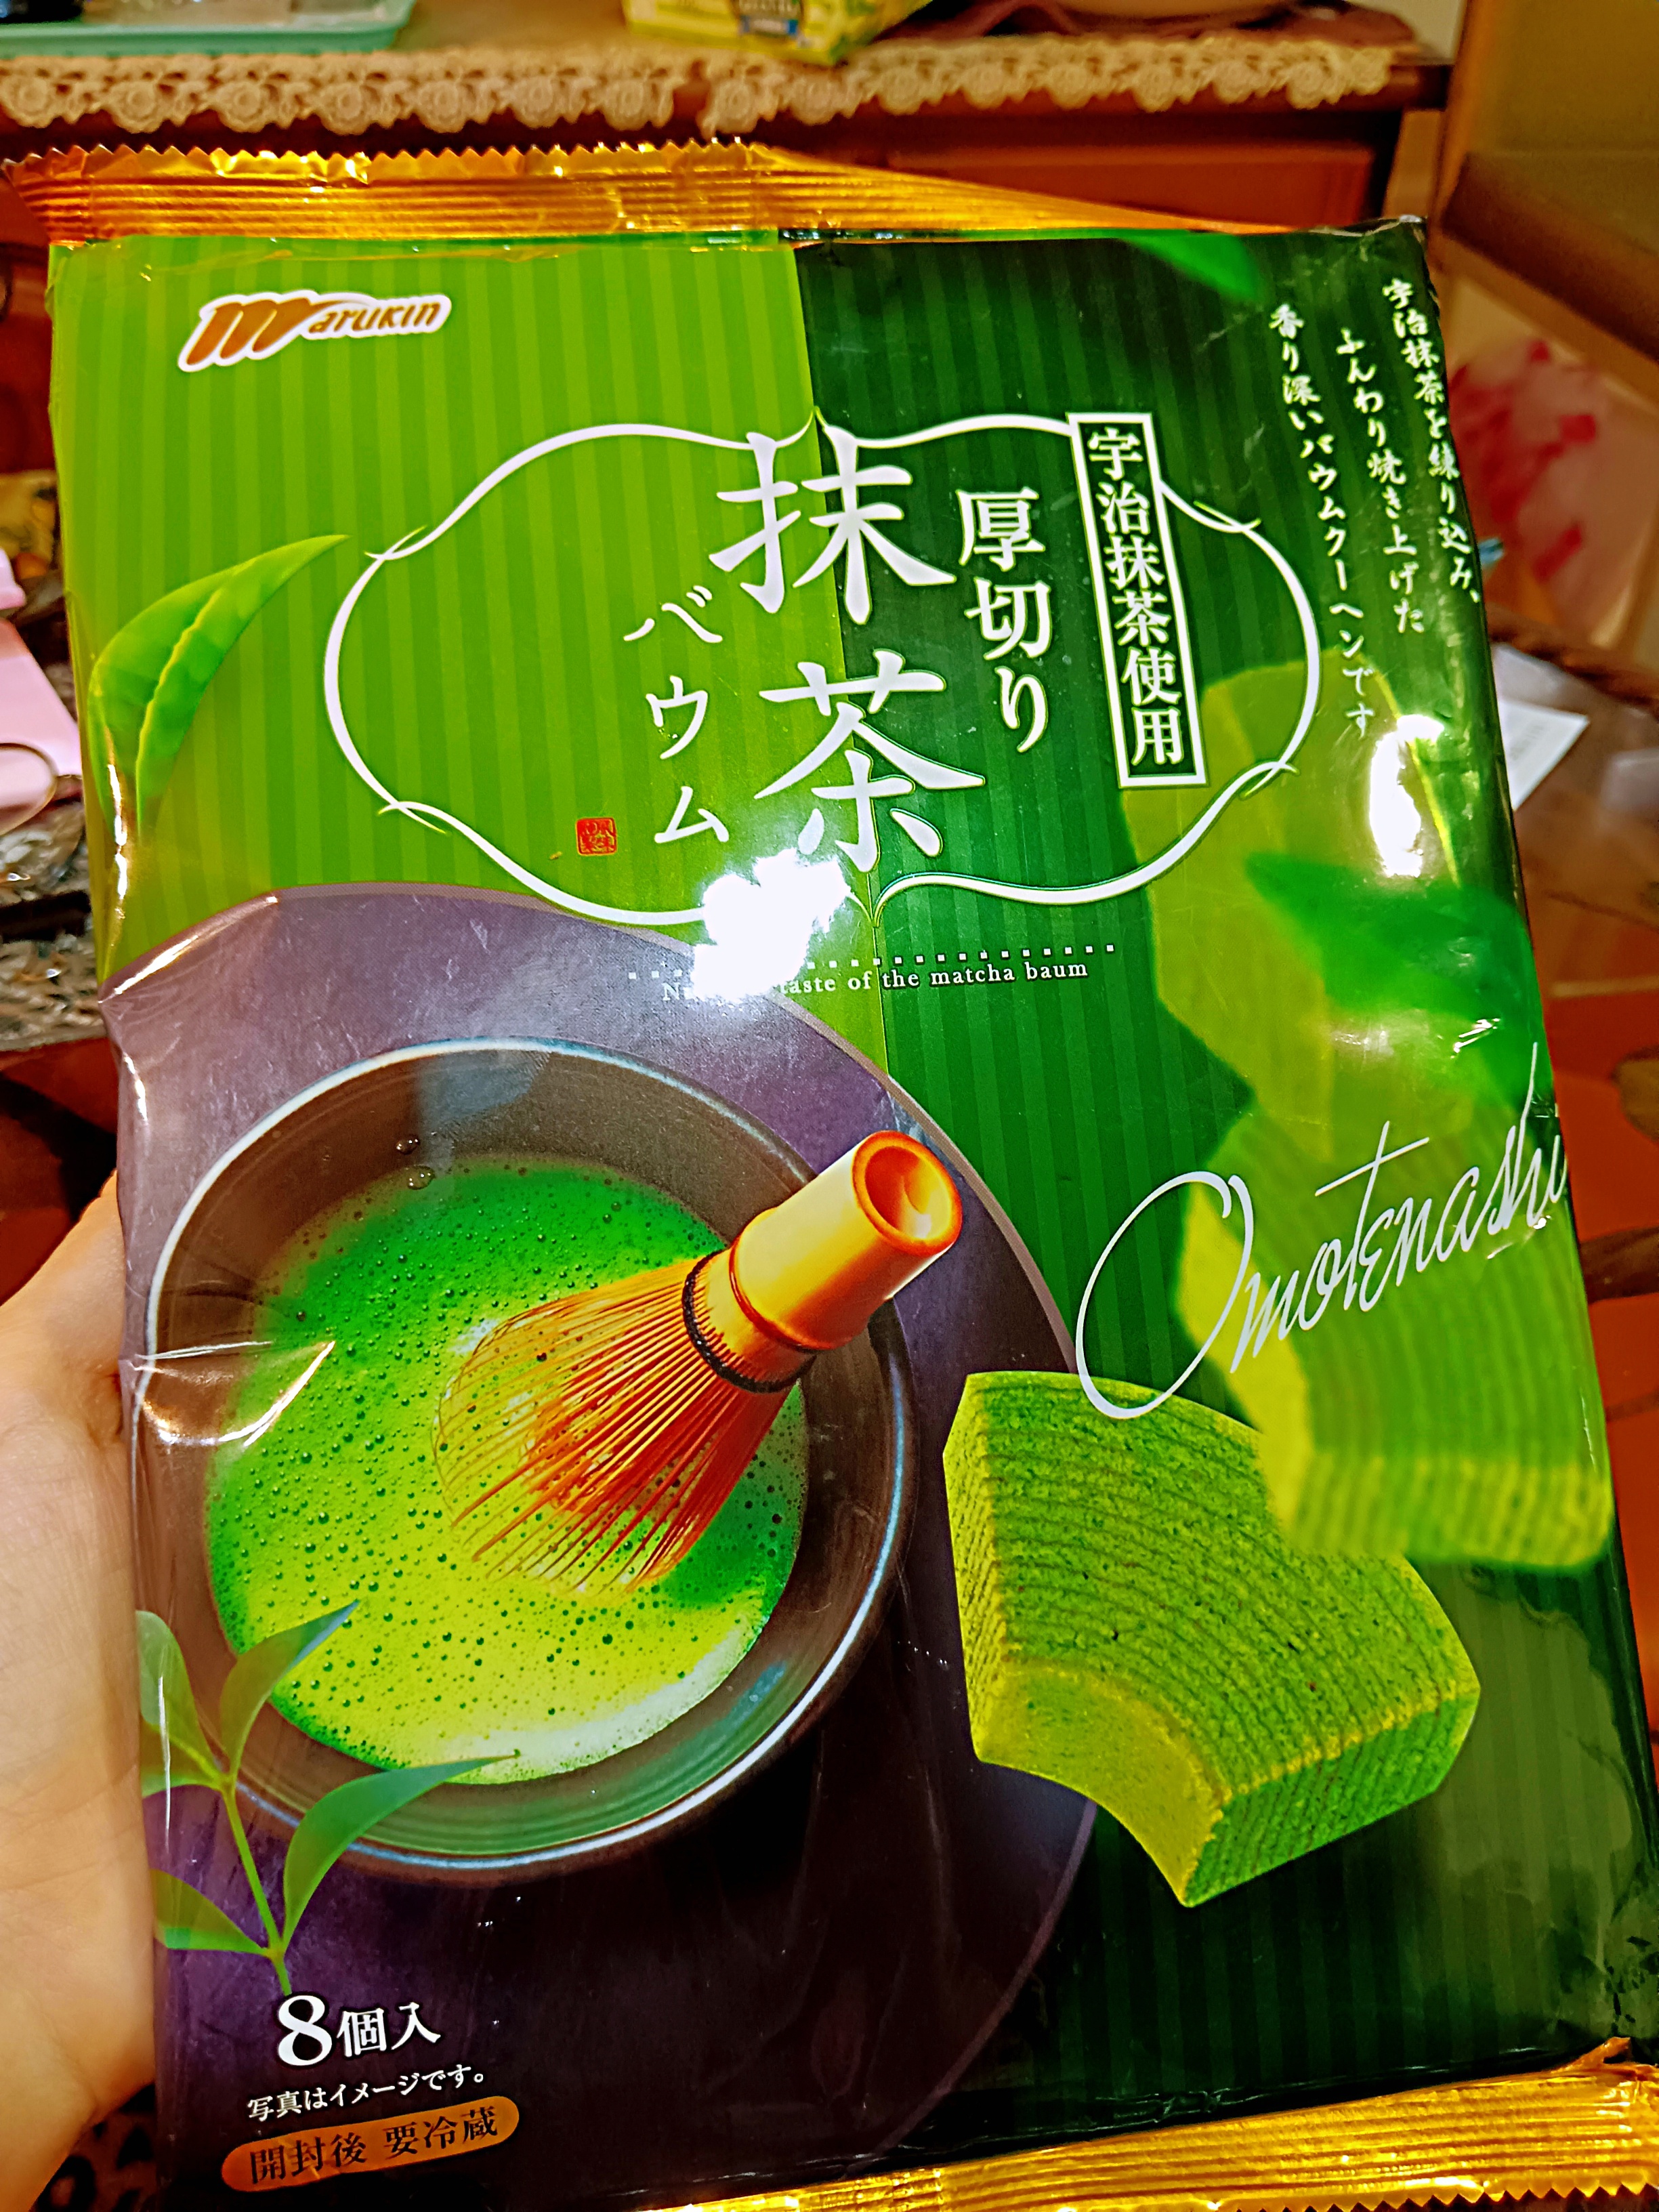 marukin
宇治抹茶を練り込み、
ふんわり焼き上げた
香り深いバウムクーヘンです
宇治抹茶使用
厚切り
抹茶
バウム
taste of the matcha baum
Omotenashi
8個入
写真はイメージです。
開封後 要冷蔵